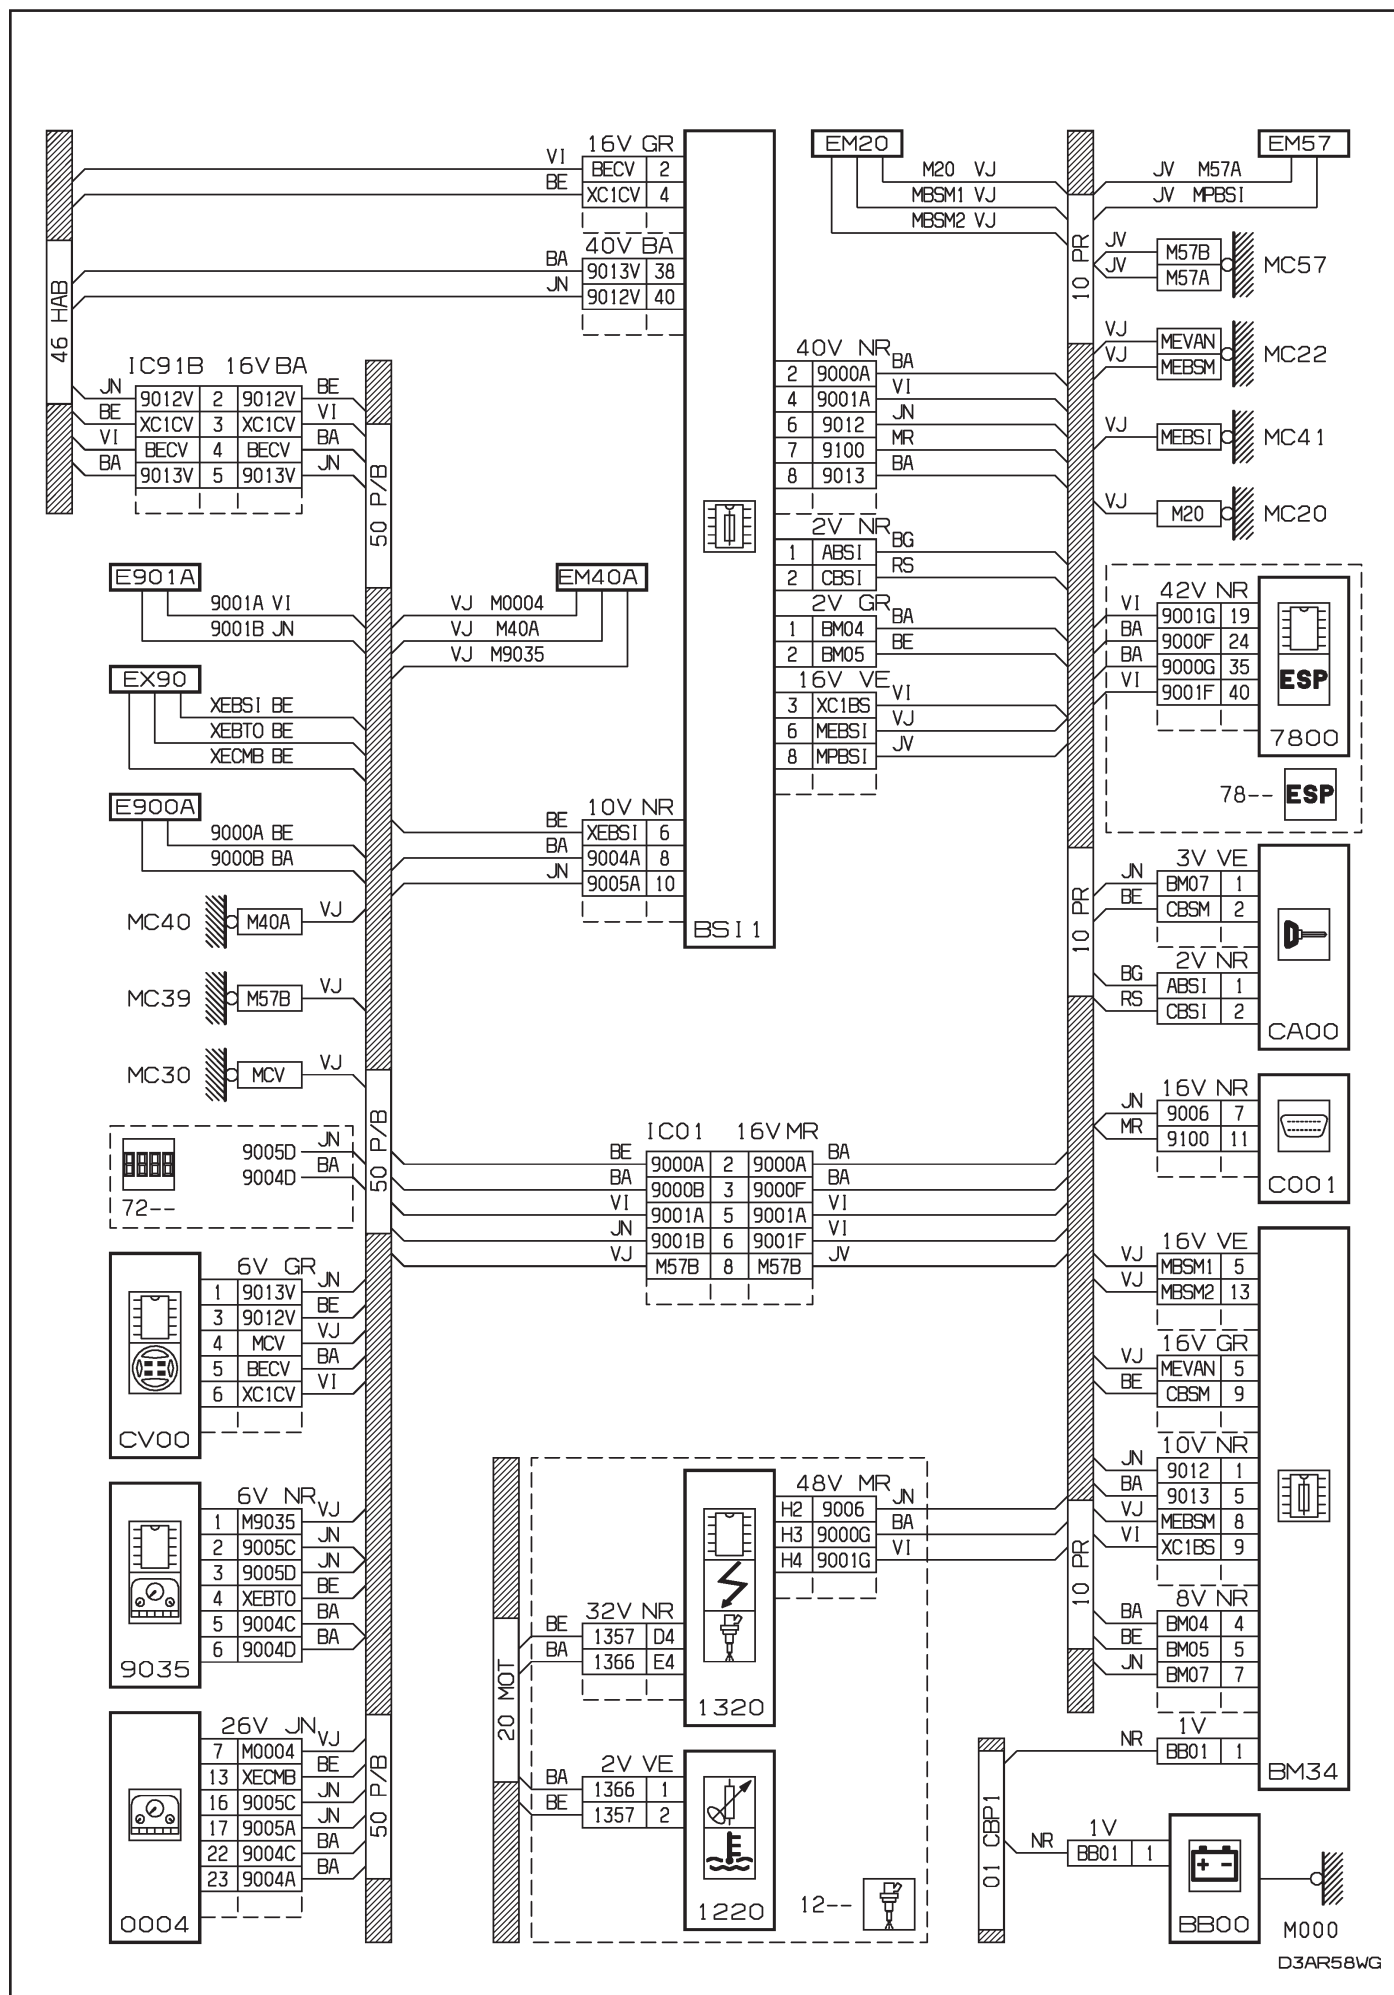 46 HAB
VI
BE
16V GR
BECV 2
XC1CV 4
BA
JN
40V BA
9013V 38
9012V 40
IC91B 16V BA
JN 9012V 2 9012V BE
BE XC1CV 3 XC1CV VI
VI BECV 4 BECV BA
BA 9013V 5 9013V JN
50 P/B
E901A
9001A VI
9001B JN
EM40A
VJ M0004
VJ M40A
VJ M9035
EX90
XEBSI BE
XEBTO BE
XECMB BE
E900A
9000A BE
9000B BA
10V NR
BE XEBSI 6
BA 9004A 8
JN 9005A 10
BSI1
MC40 M40A VJ
MC39 M57B VJ
MC30 MCV VJ
50 P/B
9005D JN
9004D BA
72--
6V GR
1 9013V JN
3 9012V BE
4 MCV VJ
5 BECV BA
6 XC1CV VI
CV00
6V NR
1 M9035 VJ
2 9005C JN
3 9005D JN
4 XEBTO BE
5 9004C BA
6 9004D BA
9035
26V JN
7 M0004 VJ
13 XECMB BE
16 9005C JN
17 9005A JN
22 9004C BA
23 9004A BA
0004
50 P/B
EM20
M20 VJ
MBSM1 VJ
MBSM2 VJ
40V NR
2 9000A BA
4 9001A VI
6 9012 JN
7 9100 MR
8 9013 BA
2V NR
1 ABSI BG
2 CBSI RS
2V GR
1 BM04 BA
2 BM05 BE
16V VE
3 XC1BS VI
6 MEBSI VJ
8 MPBSI JV
IC01 16V MR
BE 9000A 2 9000A BA
BA 9000B 3 9000F BA
VI 9001A 5 9001A VI
JN 9001B 6 9001F VI
VJ M57B 8 M57B JV
20 MOT
48V MR
H2 9006 JN
H3 9000G BA
H4 9001G VI
32V NR
BE 1357 D4
BA 1366 E4
1320
2V VE
BA 1366 1
BE 1357 2
1220
12--
10 PR
EM57
JV M57A
JV MPBSI
JV M57B
JV M57A
MC57
VJ MEVAN
VJ MEBSM
MC22
VJ MEBSI MC41
VJ M20 MC20
42V NR
VI 9001G 19
BA 9000F 24
BA 9000G 35
VI 9001F 40
ESP
7800
78-- ESP
10 PR
3V VE
JN BM07 1
BE CBSM 2
2V NR
BG ABSI 1
RS CBSI 2
CA00
16V NR
JN 9006 7
MR 9100 11
C001
16V VE
VJ MBSM1 5
VJ MBSM2 13
16V GR
VJ MEVAN 5
BE CBSM 9
10V NR
JN 9012 1
BA 9013 5
VJ MEBSM 8
VI XC1BS 9
10 PR
8V NR
BA BM04 4
BE BM05 5
JN BM07 7
1V
NR BB01 1
BM34
01 CBP1
1V
NR BB01 1
+ -
BB00
M000
D3AR58WG